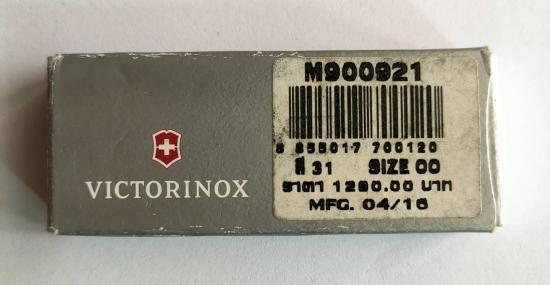 VICTORINOX
M900921
8 855017 700120
สี 31 SIZE 00
ราคา 1290.00 บาท
MFG. 04/16